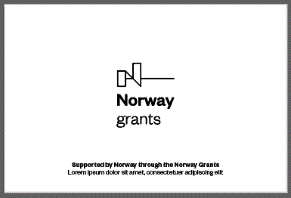 Norway
grants
Supported by Norway through the Norway Grants
Lorem ipsum dolor sit amet, consectetuer adipiscing elit